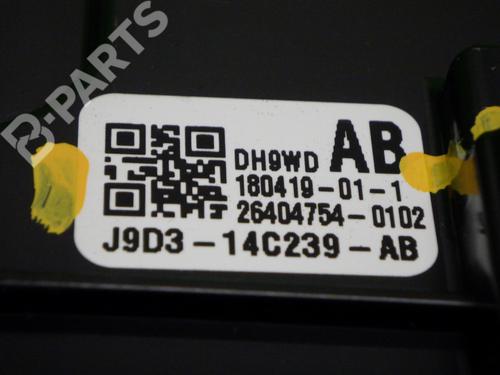 B-PARTS
DH9WD AB
180419-01-1
26404754-0102
J9D3-14C239-AB